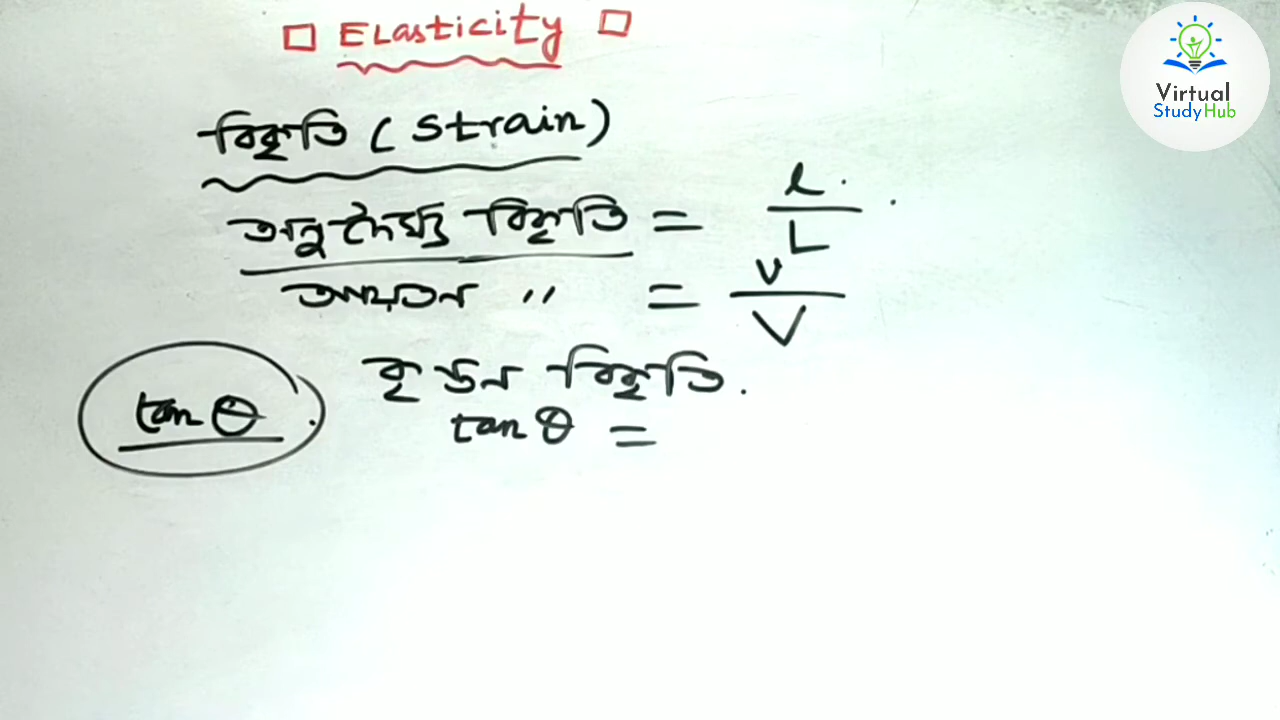 □ Elasticity □
Virtual
StudyHub
বিকৃতি (Strain)
অনুদৈর্ঘ্য বিকৃতি = l / L
আয়তন " = v / V
কৃন্তন বিকৃতি.
tan θ .
tan θ =